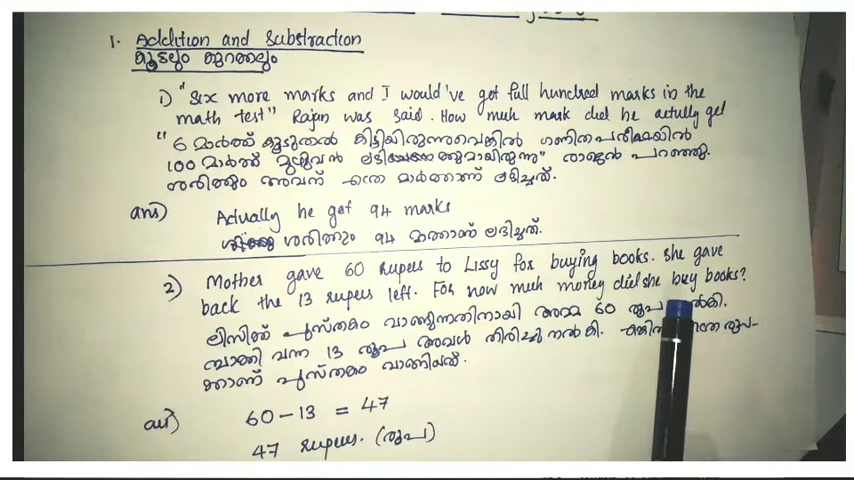 1. Addition and Substraction
കൂടലും കുറക്കലും
1) "Six more marks and I would've got full hundred marks in the
math test" Rajan was said. How much mark did he actully get
" 6 മാർക്ക് കൂടുതൽ കിട്ടിയിരുന്നുവെങ്കിൽ ഗണിതപരീക്ഷയിൽ
100 മാർക്ക് മുഴുവൻ രാജൻ പറഞ്ഞു.
ശരിക്കും അവന് എത്ര മാർക്കാണ് ലഭിച്ചത്.
ans) Actually he get 94 marks
ശരിക്കും 94 ലഭിച്ചത്.
2) Mother gave 60 rupees to Lissy for buying books. She gave
back the 13 rupees left. For how much money did she buy books?
ലിസിക്ക് പുസ്തകം വാങ്ങുന്നതിനായി അമ്മ 60 രൂപ
ബാക്കി വന്ന 13 രൂപ അവൾ തിരിച്ചു നൽകി. രൂപ-
ക്കാണ് പുസ്തകം വാങ്ങിയത്.
ans) 60 – 13 = 47
47 rupees. (രൂപ)